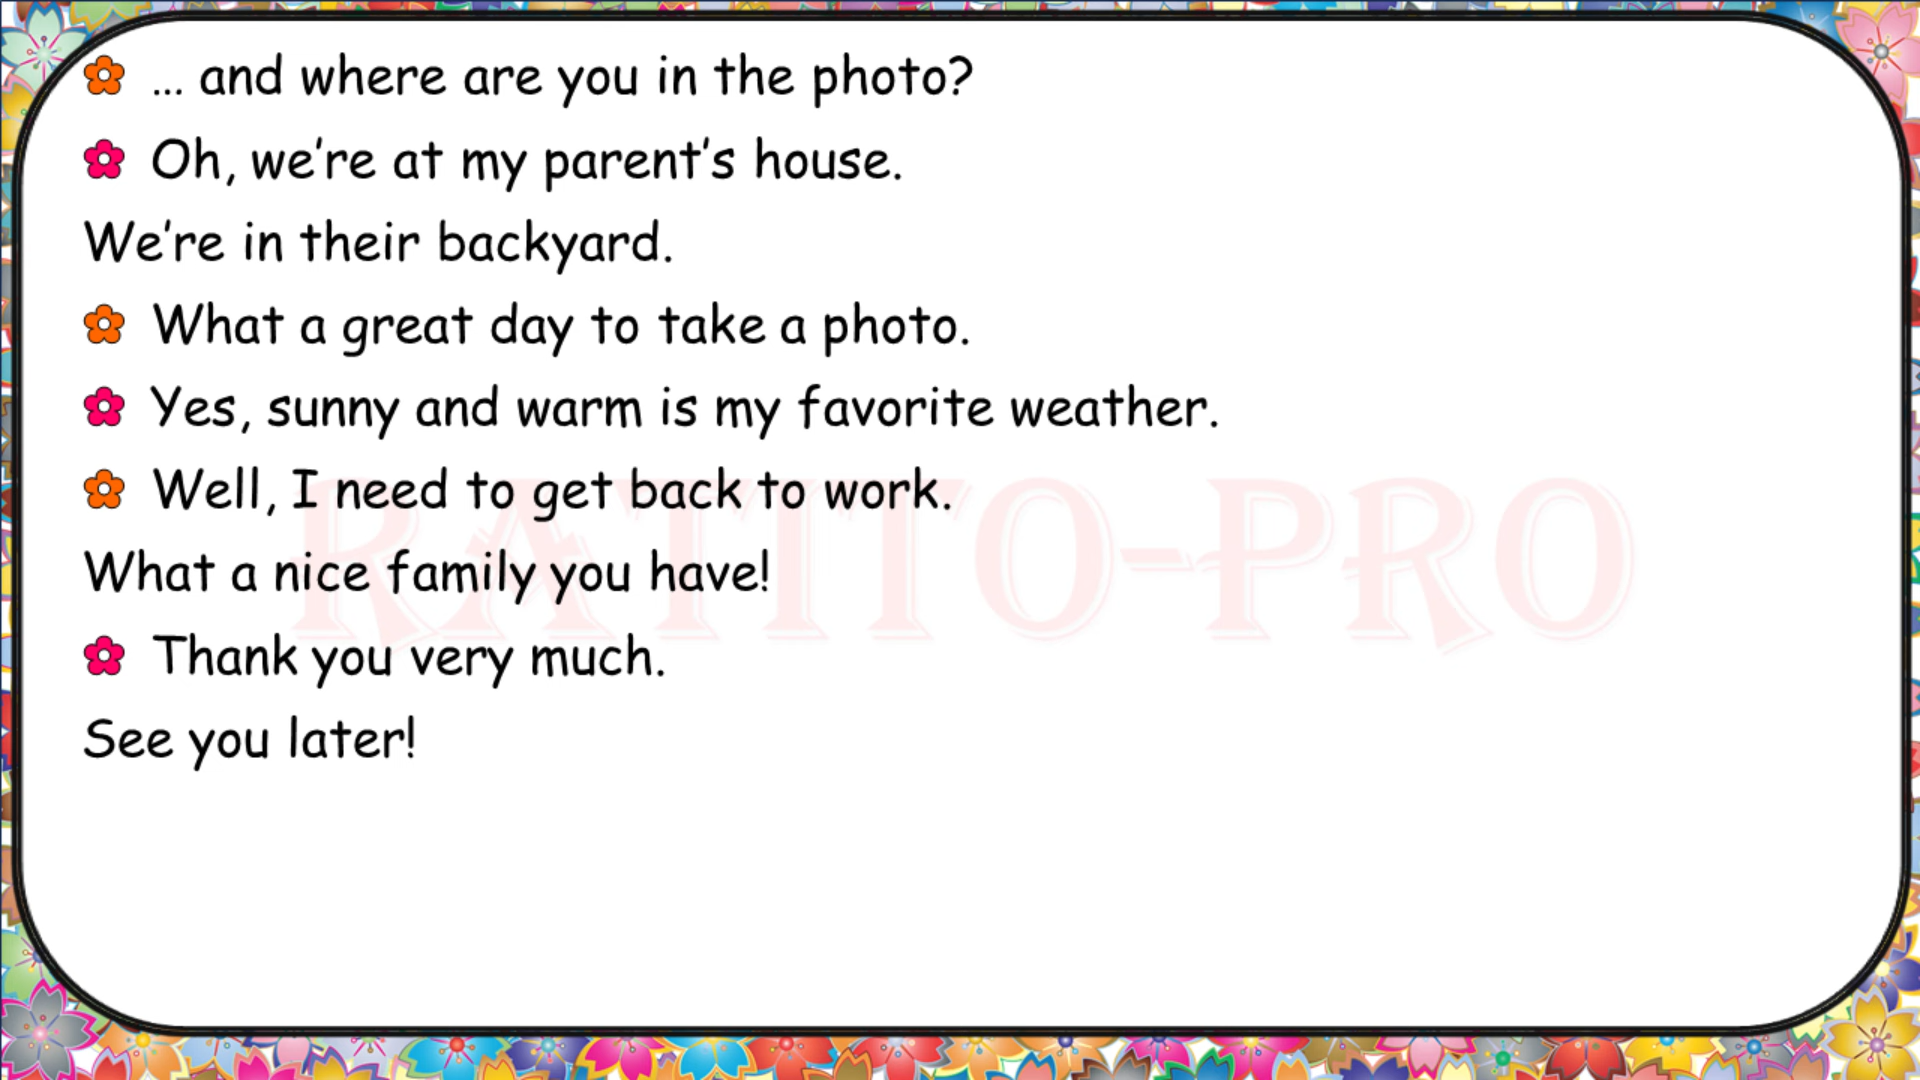 ... and where are you in the photo?
Oh, we’re at my parent’s house.
We’re in their backyard.
What a great day to take a photo.
Yes, sunny and warm is my favorite weather.
Well, I need to get back to work.
What a nice family you have!
Thank you very much.
See you later!
RATITO-PRO